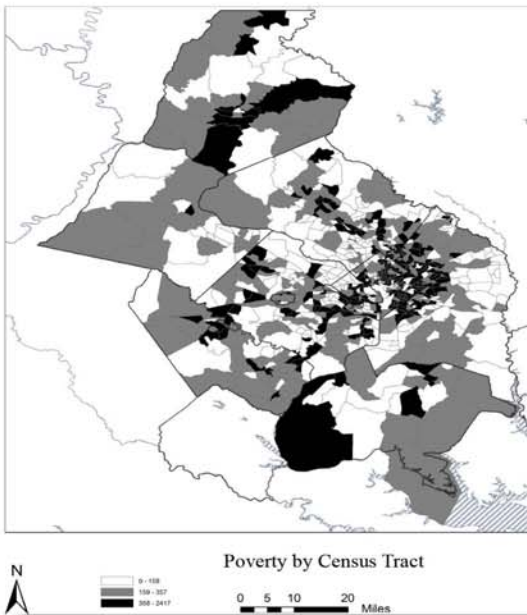 Poverty by Census Tract
N
0 - 158
159 - 357
358 - 2417
0 5 10 20
Miles